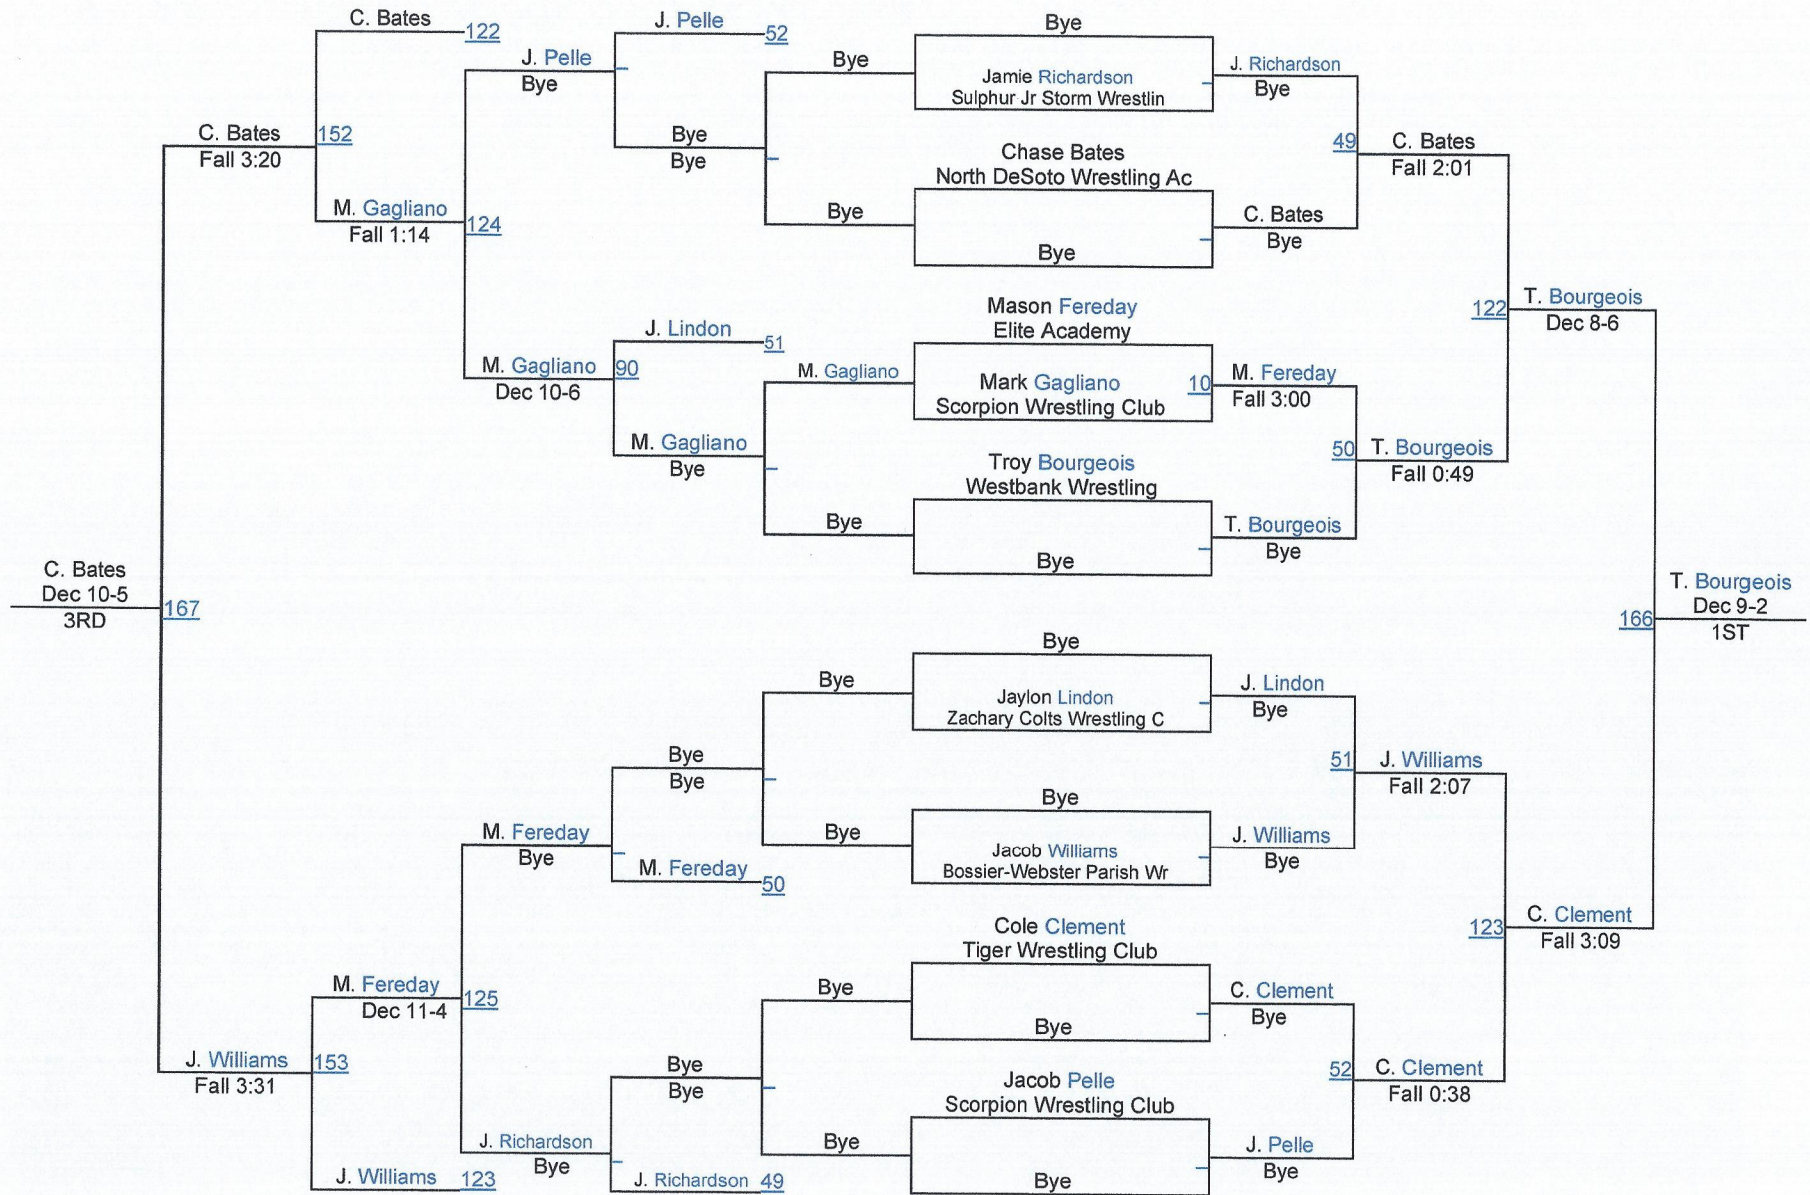 C. Bates
122
C. Bates
Fall 3:20
152
M. Gagliano
Fall 1:14
124
J. Pelle
Bye
J. Pelle
52
Bye
Bye
M. Gagliano
Dec 10-6
90
J. Lindon
51
M. Gagliano
Bye
Bye
Bye
M. Gagliano
Bye
C. Bates
Dec 10-5
3RD
167
Bye
Bye
Bye
Bye
M. Fereday
Bye
M. Fereday
50
M. Fereday
Dec 11-4
125
J. Williams
Fall 3:31
153
Bye
Bye
Bye
Bye
J. Richardson
Bye
J. Richardson
49
J. Williams
123
Bye
Jamie Richardson
Sulphur Jr Storm Wrestlin
Chase Bates
North DeSoto Wrestling Ac
Bye
Mason Fereday
Elite Academy
Mark Gagliano
Scorpion Wrestling Club
10
Troy Bourgeois
Westbank Wrestling
Bye
Bye
Jaylon Lindon
Zachary Colts Wrestling C
Bye
Jacob Williams
Bossier-Webster Parish Wr
Cole Clement
Tiger Wrestling Club
Bye
Jacob Pelle
Scorpion Wrestling Club
Bye
J. Richardson
Bye
49
C. Bates
Bye
C. Bates
Fall 2:01
M. Fereday
Fall 3:00
50
T. Bourgeois
Bye
T. Bourgeois
Fall 0:49
122
T. Bourgeois
Dec 8-6
J. Lindon
Bye
51
J. Williams
Bye
J. Williams
Fall 2:07
C. Clement
Bye
52
J. Pelle
Bye
C. Clement
Fall 0:38
123
C. Clement
Fall 3:09
166
T. Bourgeois
Dec 9-2
1ST